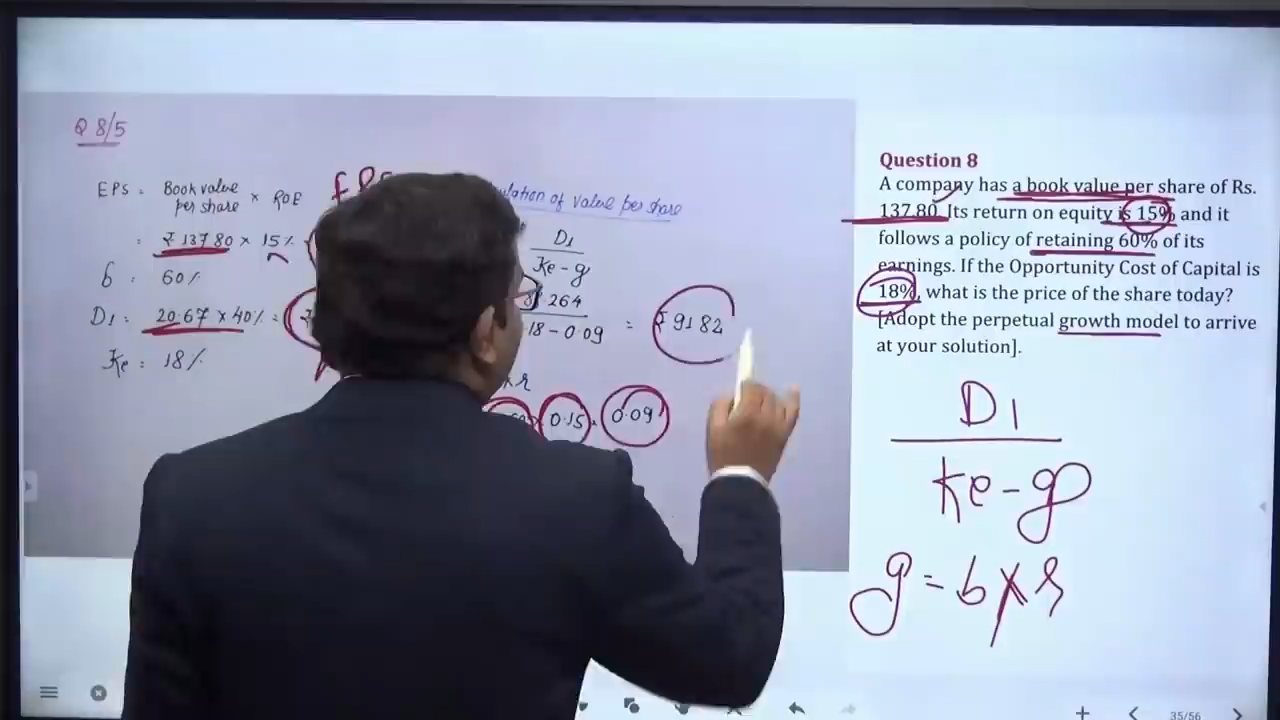 Q 8/5
EPS = Book value per share × ROE
= ₹ 137.80 × 15%
b = 60%
D1 = 20.67 × 40% =
Ke = 18%
of value per share
D1
Ke - g
264
18 - 0.09 = ₹ 91.82
× r
0.15 = 0.09
Question 8
A company has a book value per share of Rs.
137.80. Its return on equity is 15% and it
follows a policy of retaining 60% of its
earnings. If the Opportunity Cost of Capital is
18%, what is the price of the share today?
[Adopt the perpetual growth model to arrive
at your solution].
D1
Ke - g
g = b × r
35/56